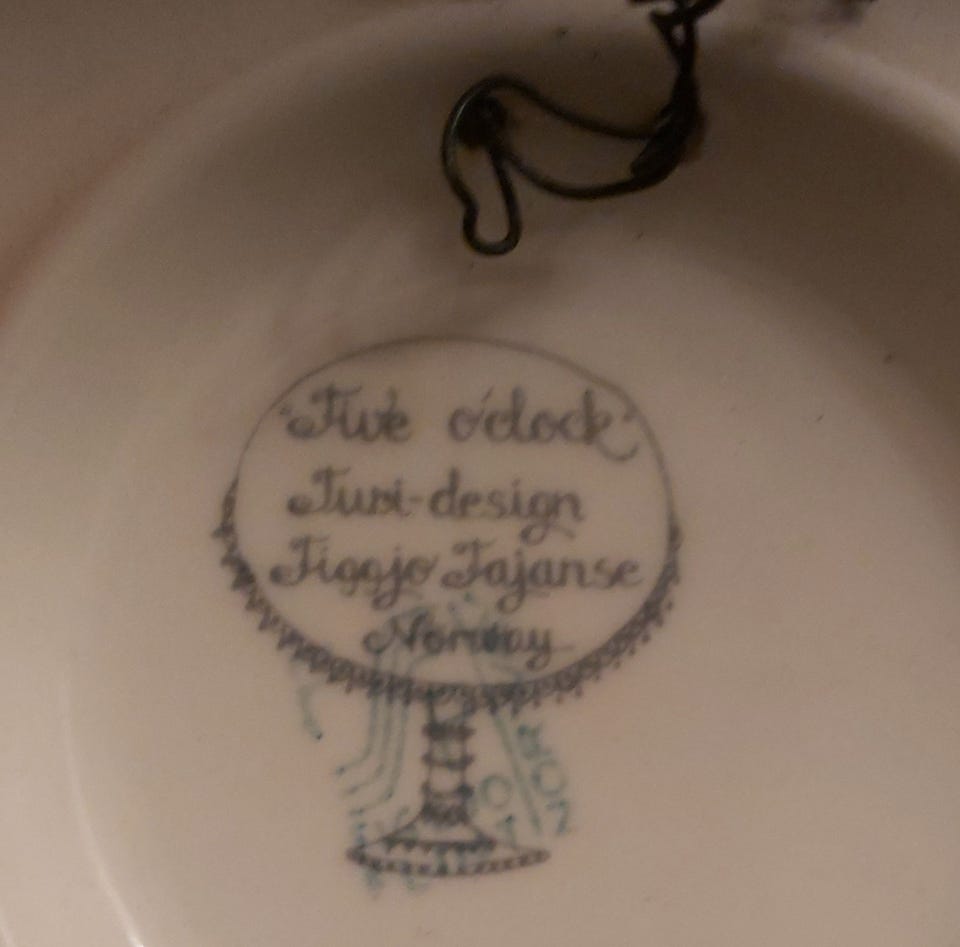 "Five o'clock"
Turi-design
Figgjo Fajanse
Norway